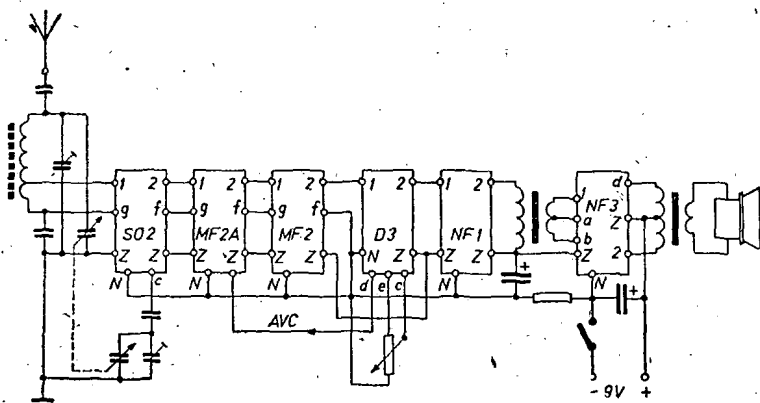 1 2 1 2 1 2 1 2 1 2 1 d
g f g f g f a NF3 Z
SO2 MF2A MF2 D3 NF1 b
Z Z Z Z Z Z N Z Z Z Z 2
N c N Z N d e c N N
AVC
- 9V +